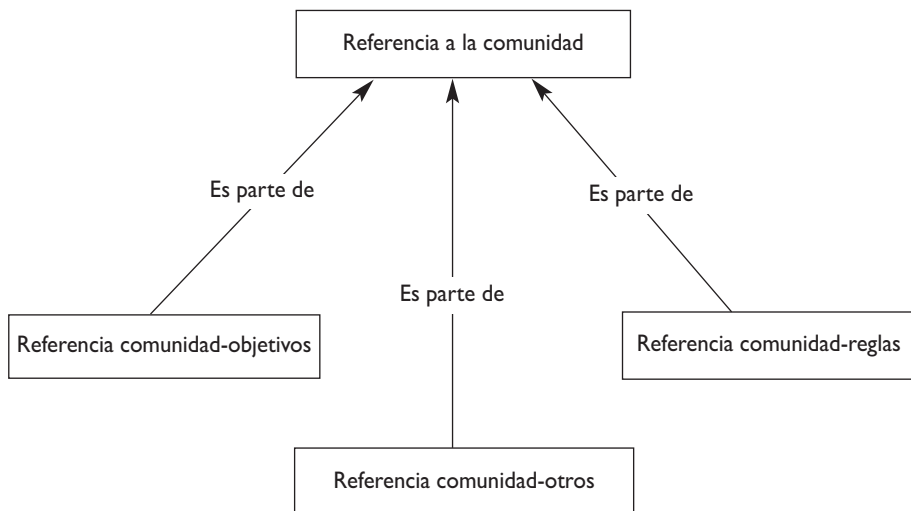 Referencia a la comunidad
Es parte de
Es parte de
Es parte de
Referencia comunidad-objetivos
Referencia comunidad-reglas
Referencia comunidad-otros